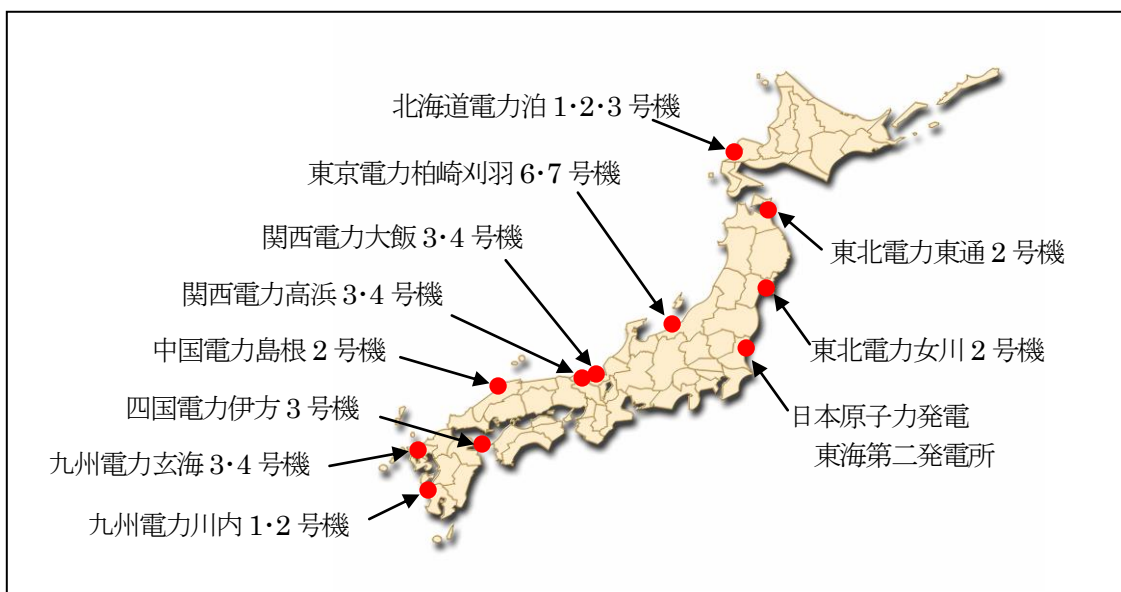 北海道電力泊 1・2・3 号機
東京電力柏崎刈羽 6・7 号機
関西電力大飯 3・4 号機
関西電力高浜 3・4 号機
中国電力島根 2 号機
四国電力伊方 3 号機
九州電力玄海 3・4 号機
九州電力川内 1・2 号機
東北電力東通 2 号機
東北電力女川 2 号機
日本原子力発電
東海第二発電所